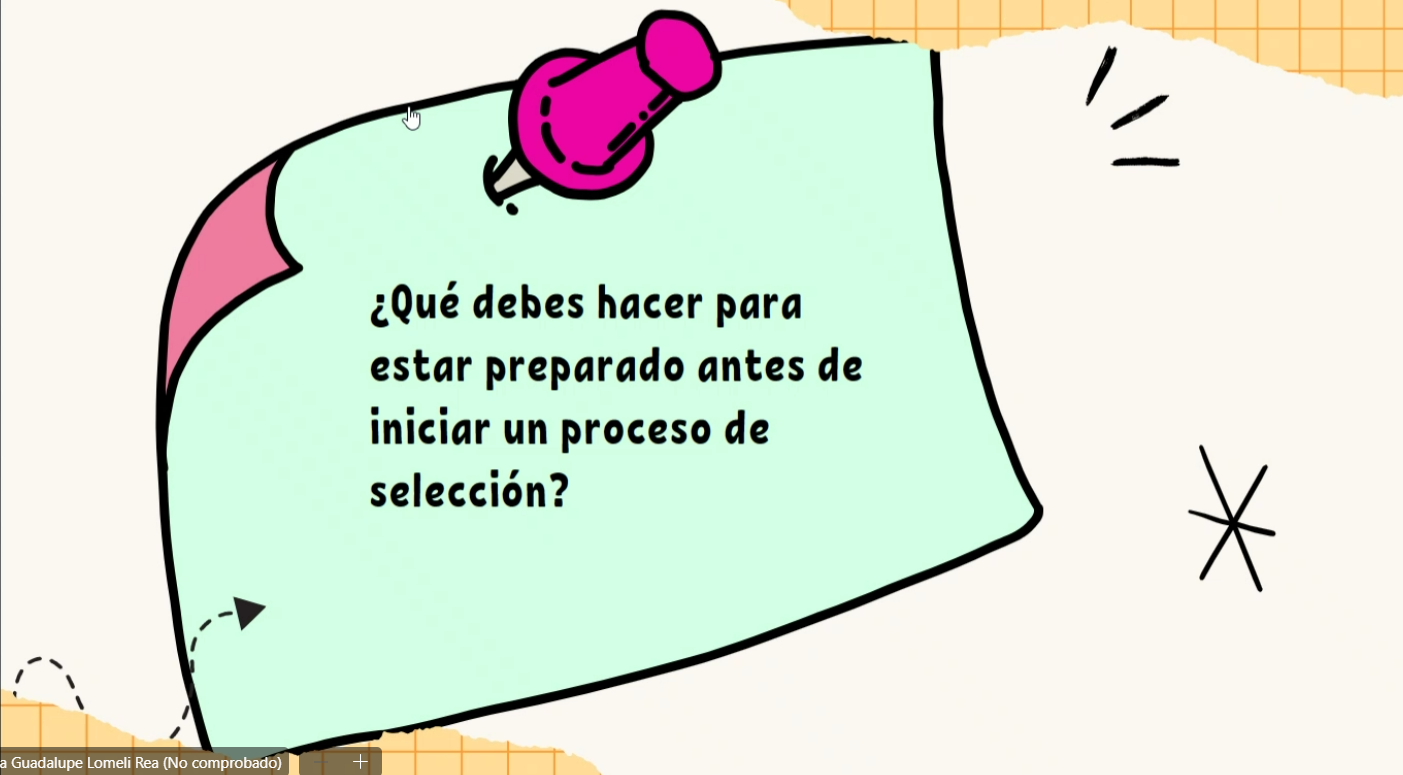 ¿Qué debes hacer para
estar preparado antes de
iniciar un proceso de
selección?
a Guadalupe Lomeli Rea (No comprobado)